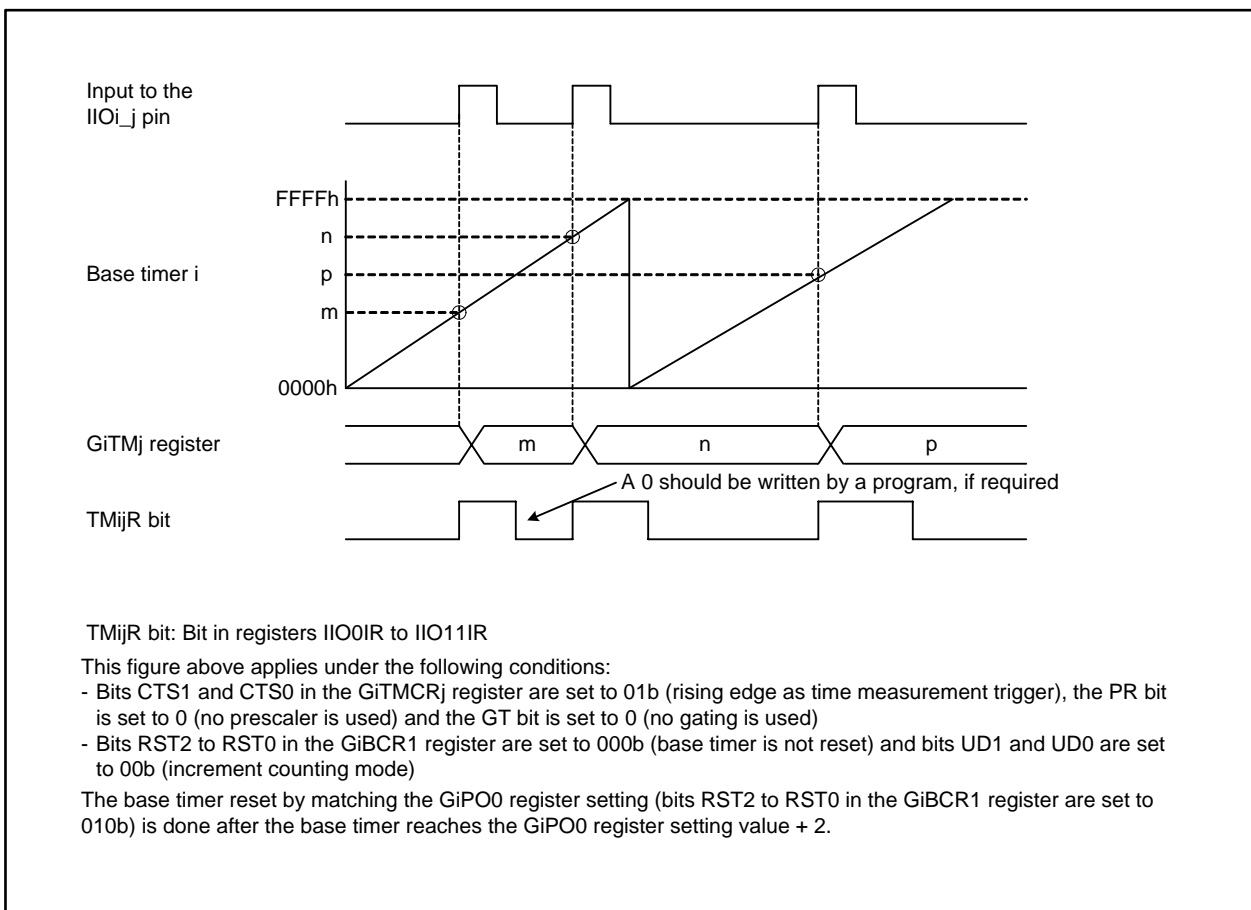 Input to the
IIOi_j pin
FFFFh
n
Base timer i
p
m
0000h
GiTMj register
m
n
p
A 0 should be written by a program, if required
TMijR bit
TMijR bit: Bit in registers IIO0IR to IIO11IR
This figure above applies under the following conditions:
- Bits CTS1 and CTS0 in the GiTMCRj register are set to 01b (rising edge as time measurement trigger), the PR bit
is set to 0 (no prescaler is used) and the GT bit is set to 0 (no gating is used)
- Bits RST2 to RST0 in the GiBCR1 register are set to 000b (base timer is not reset) and bits UD1 and UD0 are set
to 00b (increment counting mode)
The base timer reset by matching the GiPO0 register setting (bits RST2 to RST0 in the GiBCR1 register are set to
010b) is done after the base timer reaches the GiPO0 register setting value + 2.